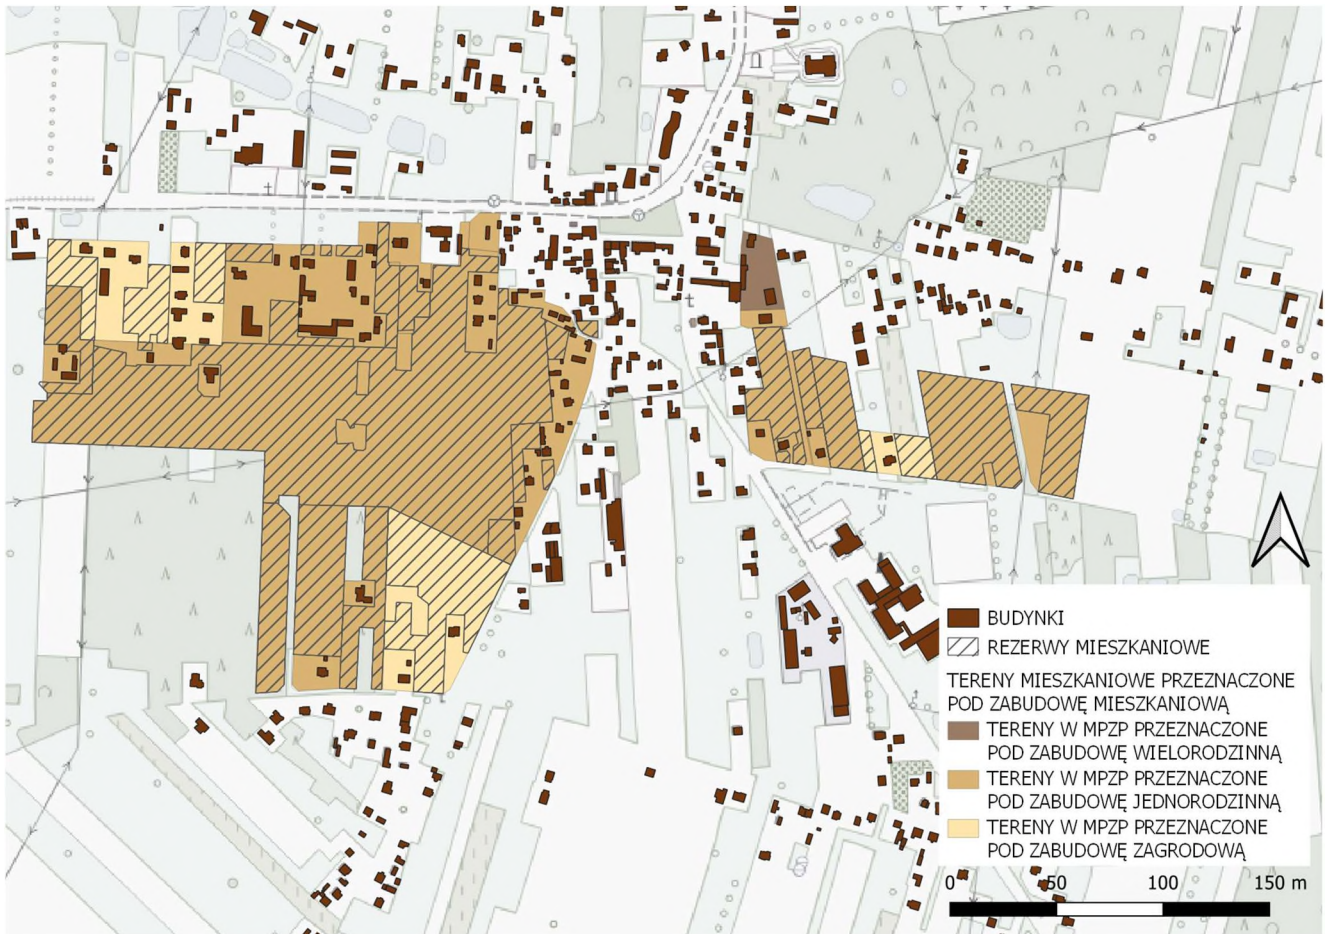 BUDYNKI
REZERWY MIESZKANIOWE
TERENY MIESZKANIOWE PRZEZNACZONE
POD ZABUDOWĘ MIESZKANIOWĄ
TERENY W MPZP PRZEZNACZONE
POD ZABUDOWĘ WIELORODZINNĄ
TERENY W MPZP PRZEZNACZONE
POD ZABUDOWĘ JEDNORODZINNĄ
TERENY W MPZP PRZEZNACZONE
POD ZABUDOWĘ ZAGRODOWĄ
0 50 100 150 m